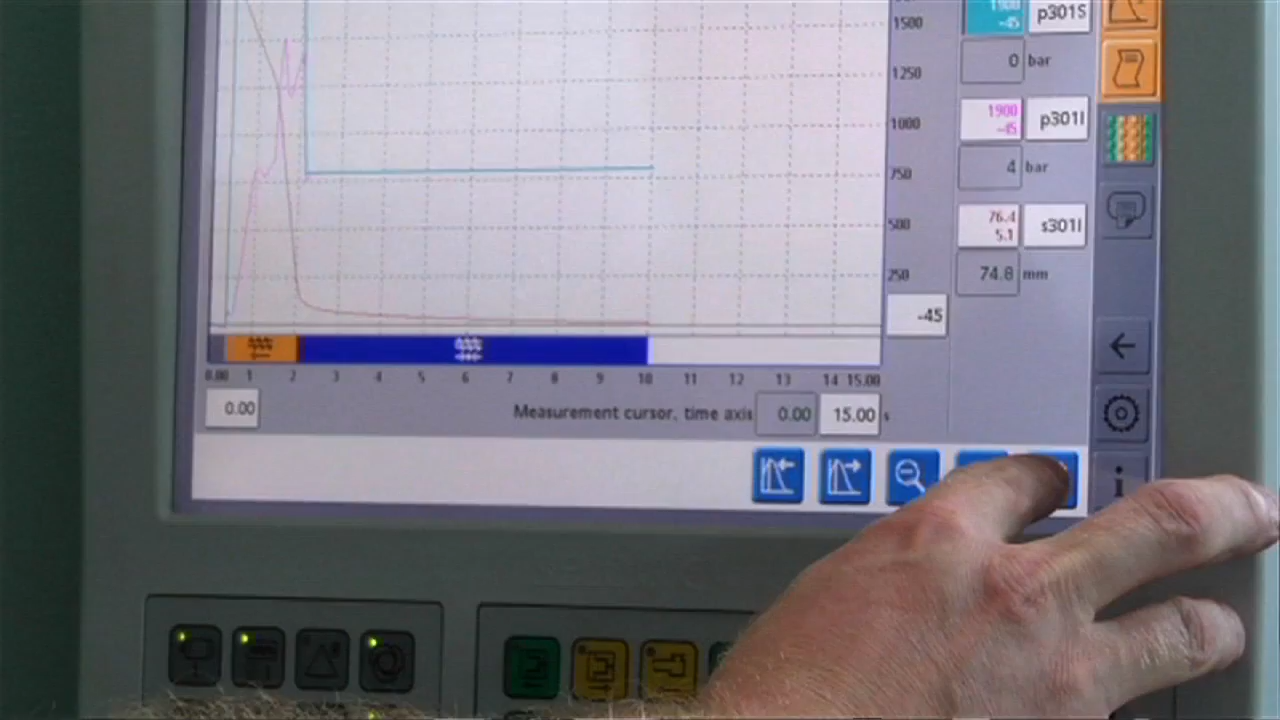 1900
-45
p301S
1500
0 bar
1250
1900
-45
p301I
1000
4 bar
750
76.4
5.1
s301I
500
74.8 mm
250
-45
0.00 1 2 3 4 5 6 7 8 9 10 11 12 13 14 15.00
0.00
Measurement cursor, time axis 0.00 15.00 s
i